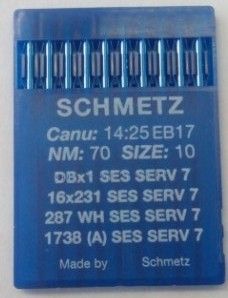 SCHMETZ
Canu: 14:25 EB17
NM: 70 SIZE: 10
DBx1 SES SERV 7
16x231 SES SERV 7
287 WH SES SERV 7
1738 (A) SES SERV 7
Made by Schmetz